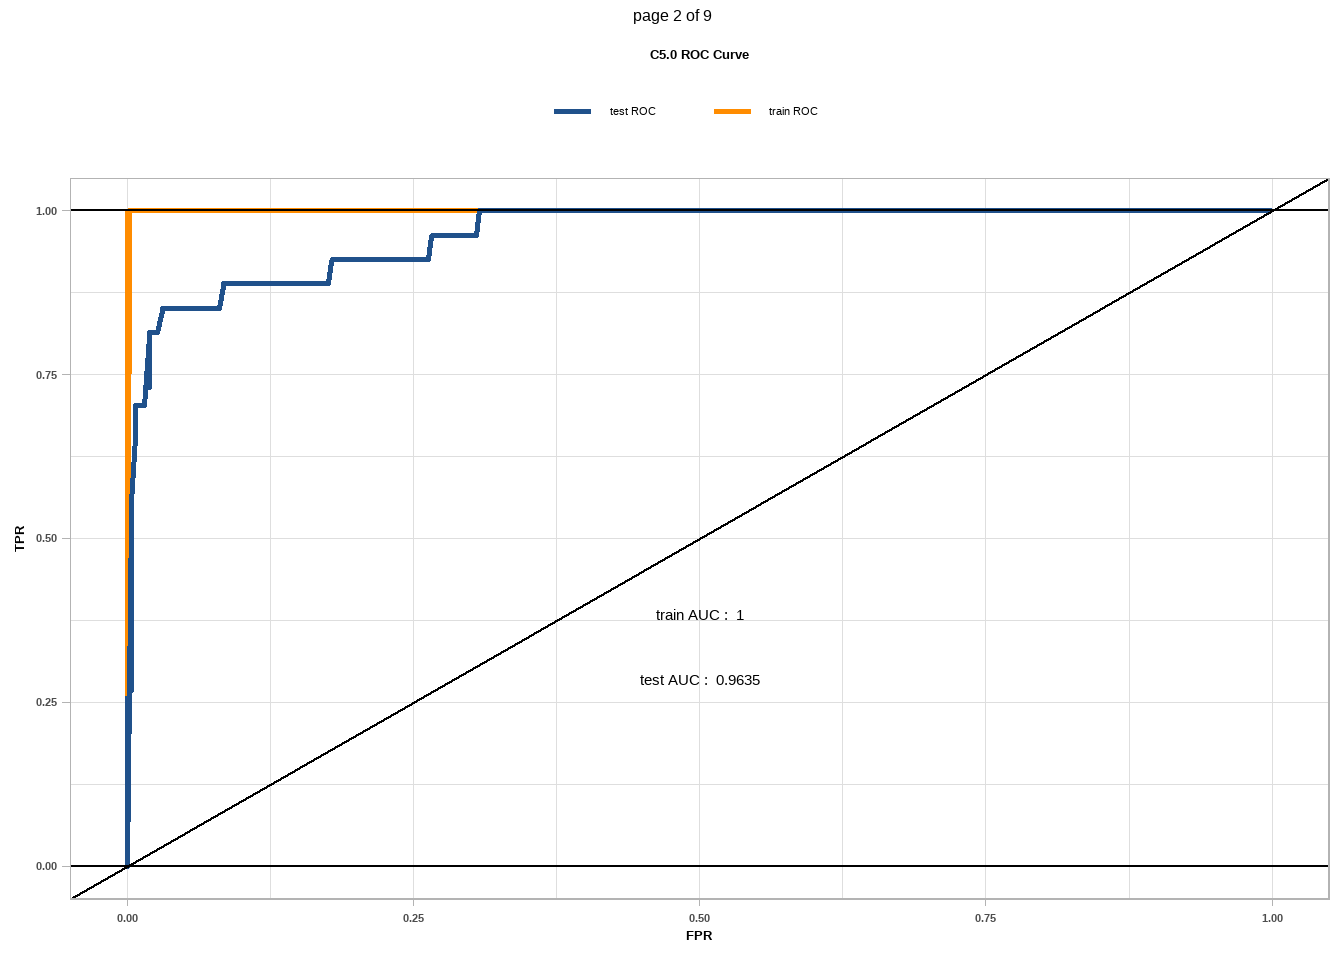 page 2 of 9
C5.0 ROC Curve
test ROC train ROC
1.00
0.75
0.50
0.25
0.00
TPR
train AUC : 1
test AUC : 0.9635
0.00 0.25 0.50 0.75 1.00
FPR